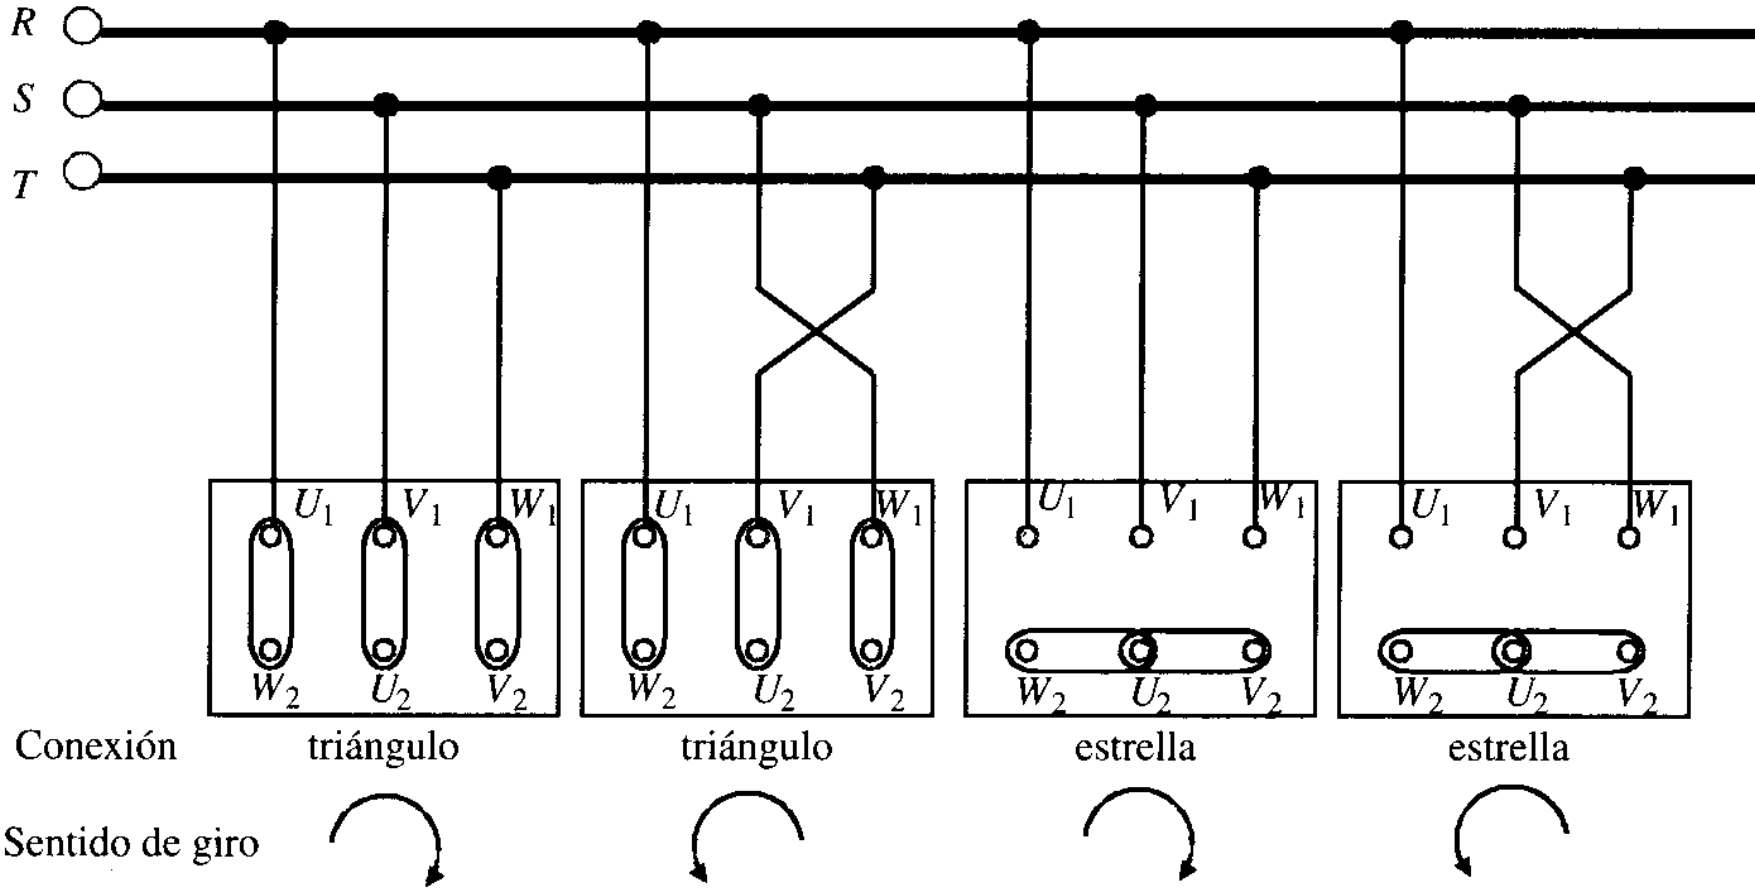 R
S
T
U₁ V₁ W₁ U₁ V₁ W₁ U₁ V₁ W₁ U₁ V₁ W₁
W₂ U₂ V₂ W₂ U₂ V₂ W₂ U₂ V₂ W₂ U₂ V₂
Conexión triángulo triángulo estrella estrella
Sentido de giro